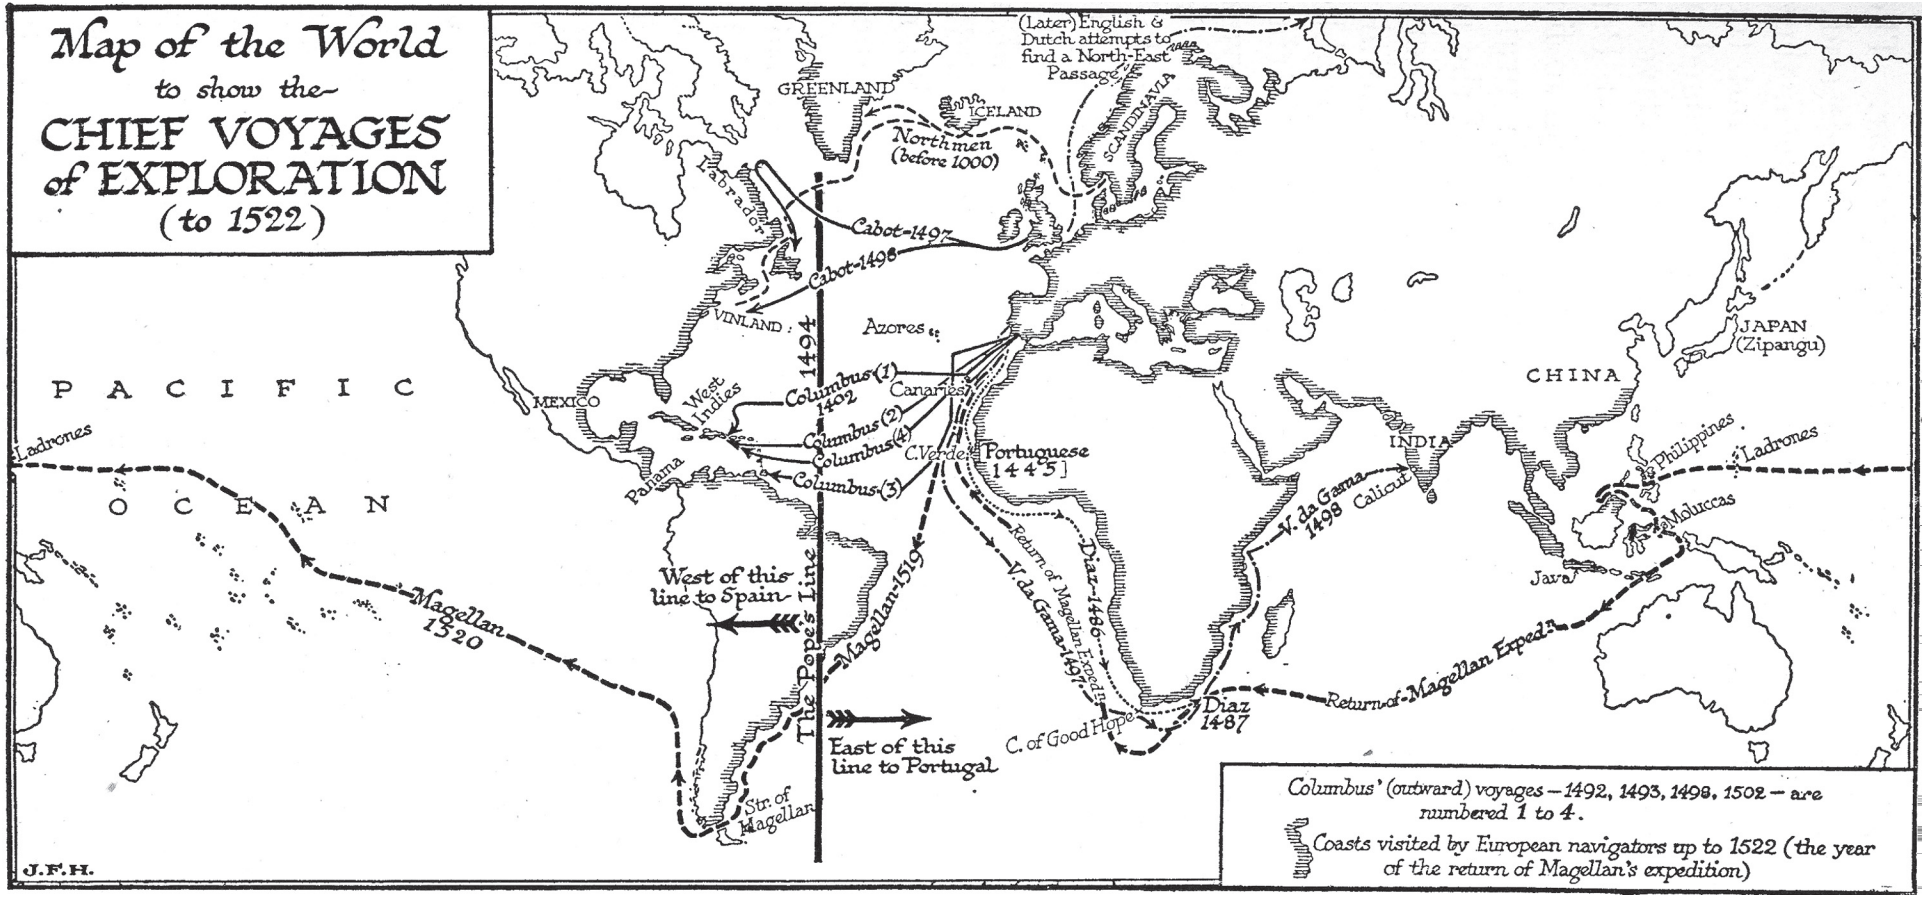 Map of the World
to show the~
CHIEF VOYAGES
of EXPLORATION
(to 1522)
(Later) English &
Dutch attempts to
find a North-East
Passage
GREENLAND
ICELAND
SCANDINAVIA
Northmen
(before 1000)
Labrador
Cabot-1497
Cabot-1498
VINLAND
1494
Azores
JAPAN
(Zipangu)
CHINA
PACIFIC
OCEAN
MEXICO
West
Indies
Columbus (1)
1492
Canaries
Columbus (2)
Columbus (4)
C. Verde
Columbus (3)
Portuguese
1445]
Panama
Ladrones
INDIA
V. da Gama
1498
Calicut
Philippines
Ladrones
Moluccas
Java
West of this
line to Spain
The Popes Line
Magellan-1519
Magellan
1520
Return of Magellan Expedn
V. da Gama-1497
Diaz-1486
Diaz
1487
Return-of-Magellan Expedn
C. of Good Hope
East of this
line to Portugal
Str. of
Magellan
Columbus' (outward) voyages — 1492, 1493, 1498, 1502 — are
numbered 1 to 4.
Coasts visited by European navigators up to 1522 (the year
of the return of Magellan's expedition)
J.F.H.